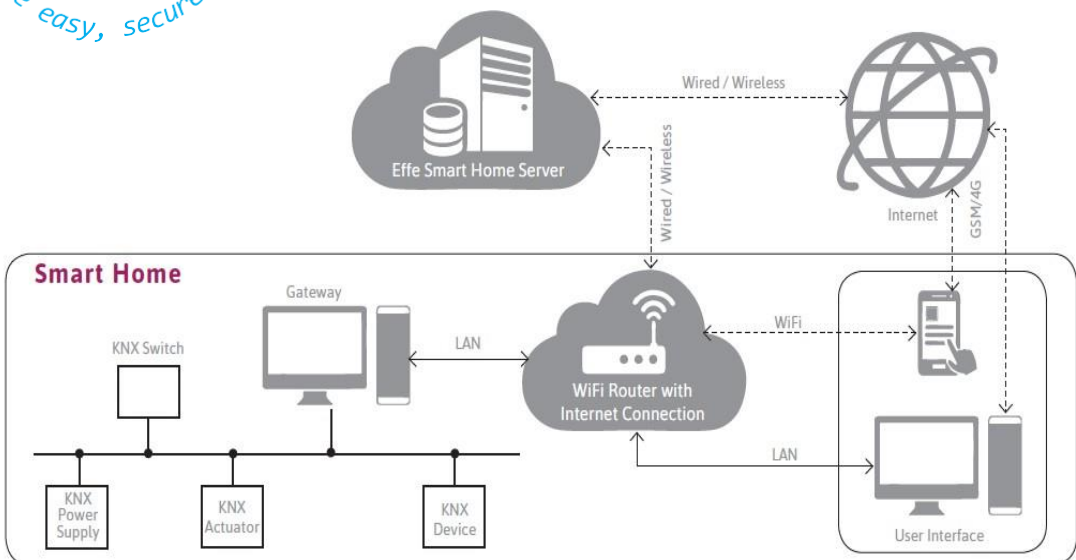 easy, secure
Wired / Wireless
Effe Smart Home Server
Wired / Wireless
Internet
GSM/4G
Smart Home
Gateway
KNX Switch
LAN
WiFi
WiFi Router with
Internet Connection
LAN
KNX
Power
Supply
KNX
Actuator
KNX
Device
User Interface